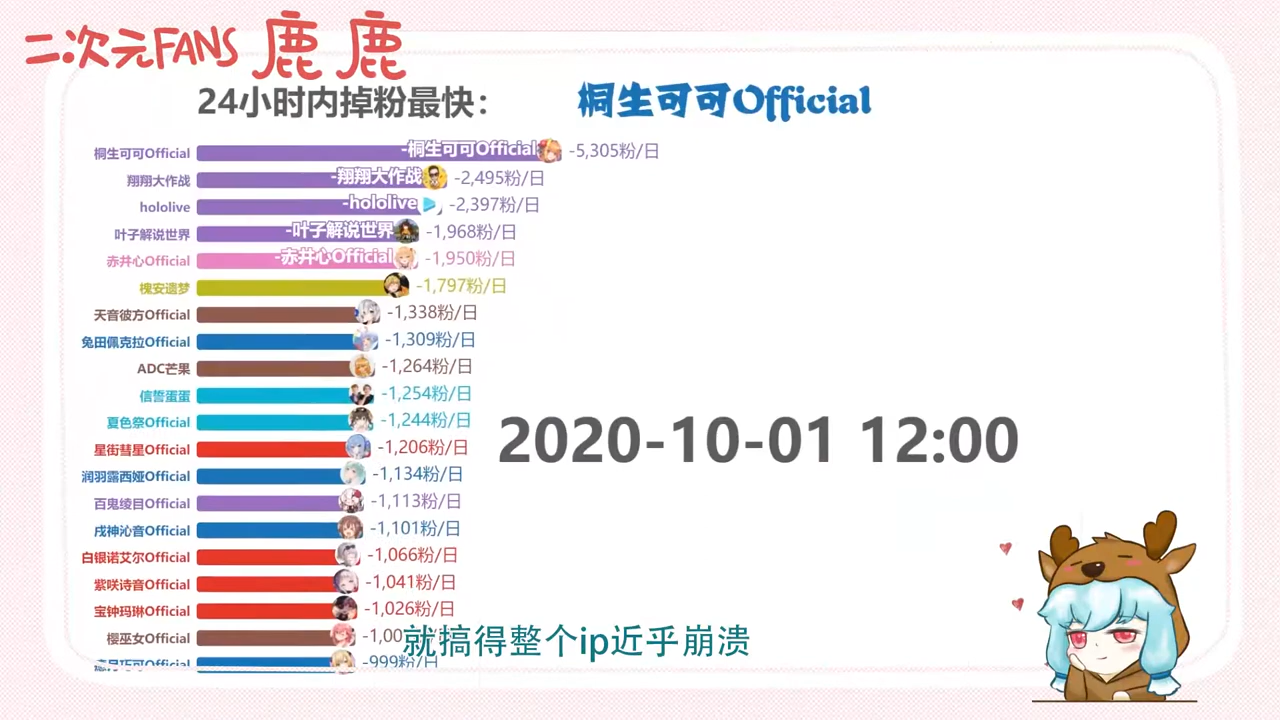 二次元FANS 鹿鹿
24小时内掉粉最快： 桐生可可Official
桐生可可Official -桐生可可Official -5,305粉/日
翔翔大作战 -翔翔大作战 -2,495粉/日
hololive -hololive -2,397粉/日
叶子解说世界 -叶子解说世界 -1,968粉/日
赤井心Official -赤井心Official -1,950粉/日
槐安遗梦 -1,797粉/日
天音彼方Official -1,338粉/日
兔田佩克拉Official -1,309粉/日
ADC芒果 -1,264粉/日
信誓蛋蛋 -1,254粉/日
夏色祭Official -1,244粉/日
2020-10-01 12:00
星街彗星Official -1,206粉/日
润羽露西娅Official -1,134粉/日
百鬼绫目Official -1,113粉/日
戌神沁音Official -1,101粉/日
白银诺艾尔Official -1,066粉/日
紫咲诗音Official -1,041粉/日
宝钟玛琳Official -1,026粉/日
樱巫女Official
就搞得整个ip近乎崩溃
-999粉/日